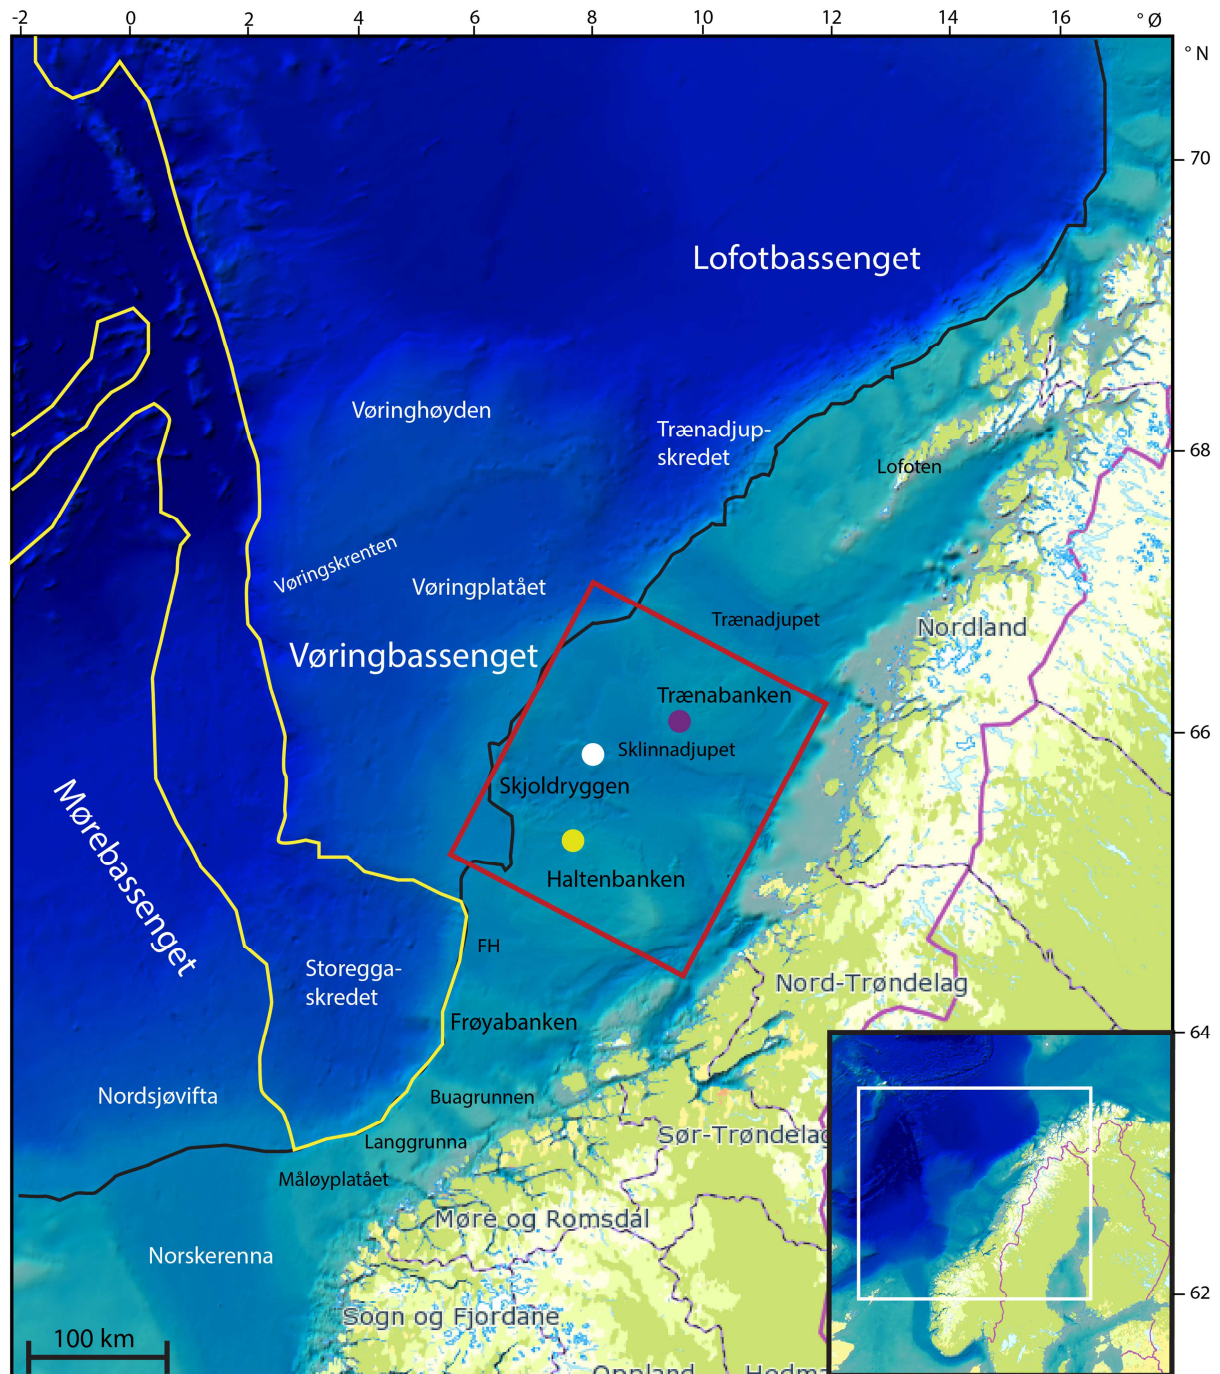 -2 0 2 4 6 8 10 12 14 16 °Ø
°N
70
Lofotbassenget
Vøringhøyden
Trænadjup-
skredet
68
Lofoten
Vøringskrenten
Vøringplatået
Trænadjupet
Nordland
Vøringbassenget
Trænabanken
66
Sklinnadjupet
Skjoldryggen
Mørebassenget
Haltenbanken
FH
Storegga-
skredet
Nord-Trøndelag
Frøyabanken
64
Nordsjøvifta
Buagrunnen
Langgrunna
Sør-Trøndelag
Måløyplatået
Møre og Romsdal
Norskerenna
62
Sogn og Fjordane
100 km
Oppland
Hedma